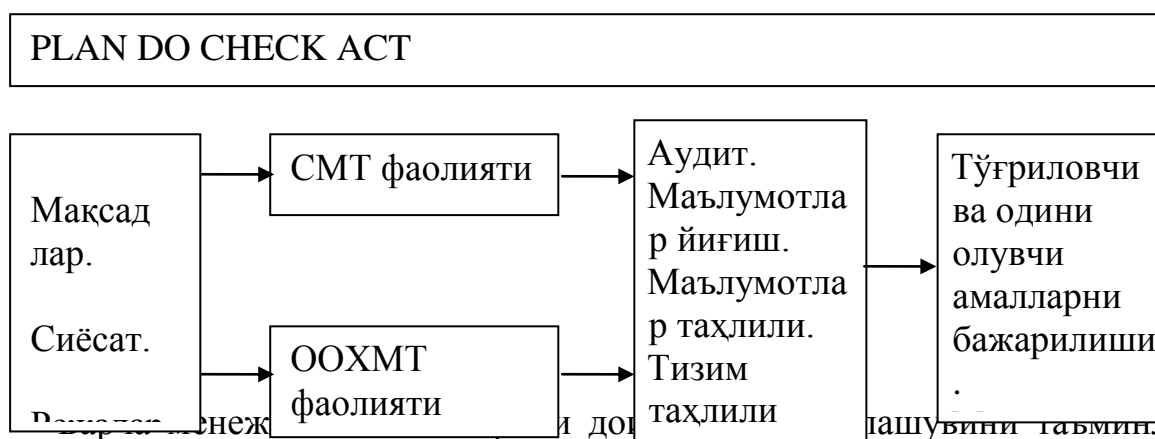 PLAN DO CHECK ACT
Мақсад
лар.
Сиёсат.
СМТ фаолияти
ООХМТ
фаолияти
Аудит.
Маълумотла
р йиғиш.
Маълумотла
р таҳлили.
Тизим
таҳлили
Тўғриловчи
ва одини
олувчи
амалларни
бажарилиши
.